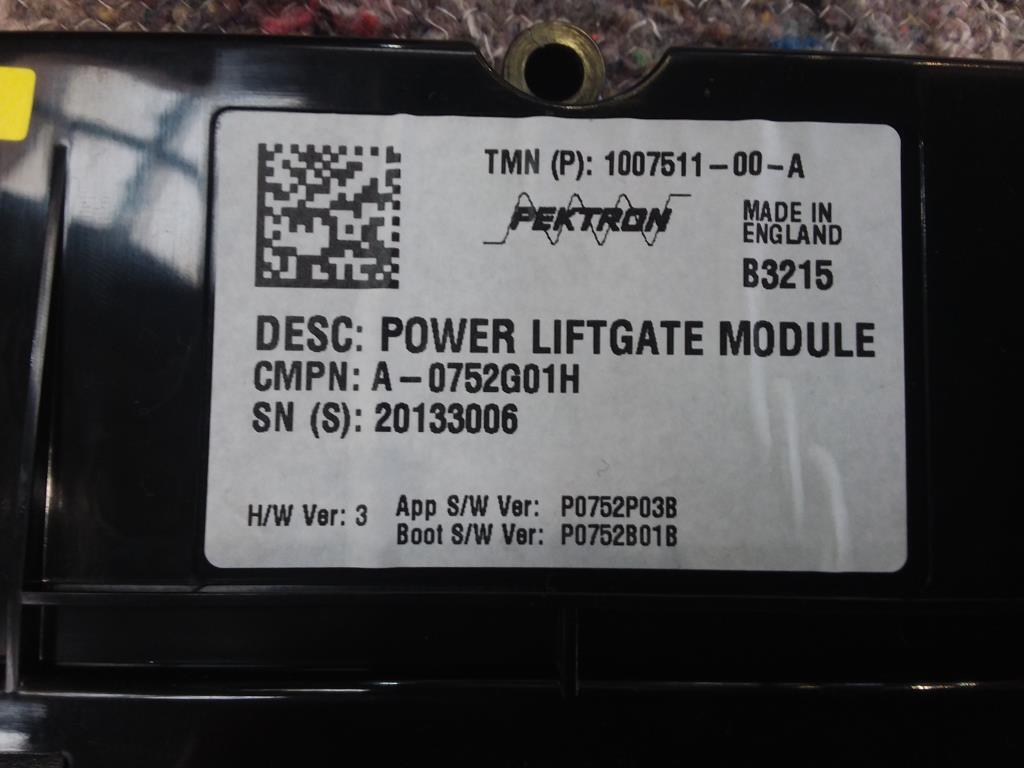 TMN (P): 1007511-00-A
PEKTRON
MADE IN
ENGLAND
B3215
DESC: POWER LIFTGATE MODULE
CMPN: A-0752G01H
SN (S): 20133006
H/W Ver: 3
App S/W Ver: P0752P03B
Boot S/W Ver: P0752B01B